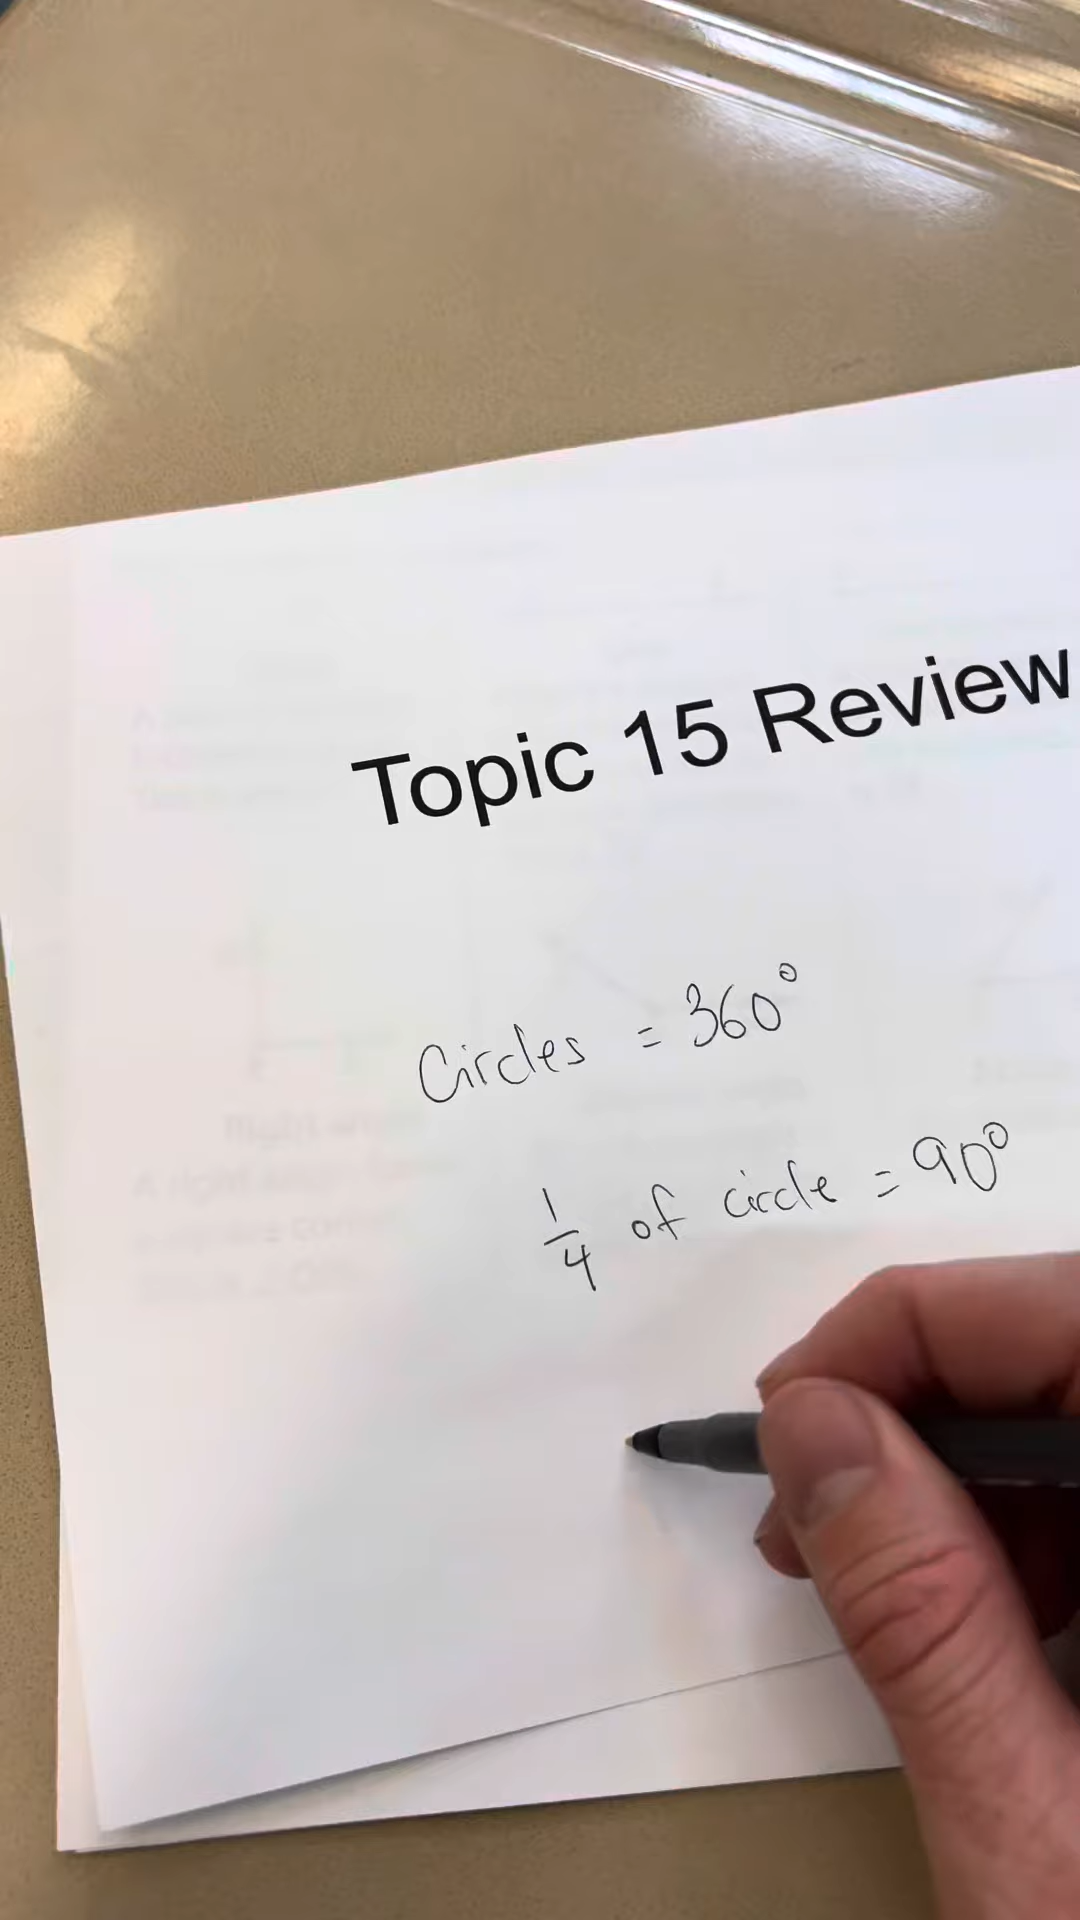 Topic 15 Review
Circles = 360°
1/4 of circle = 90°